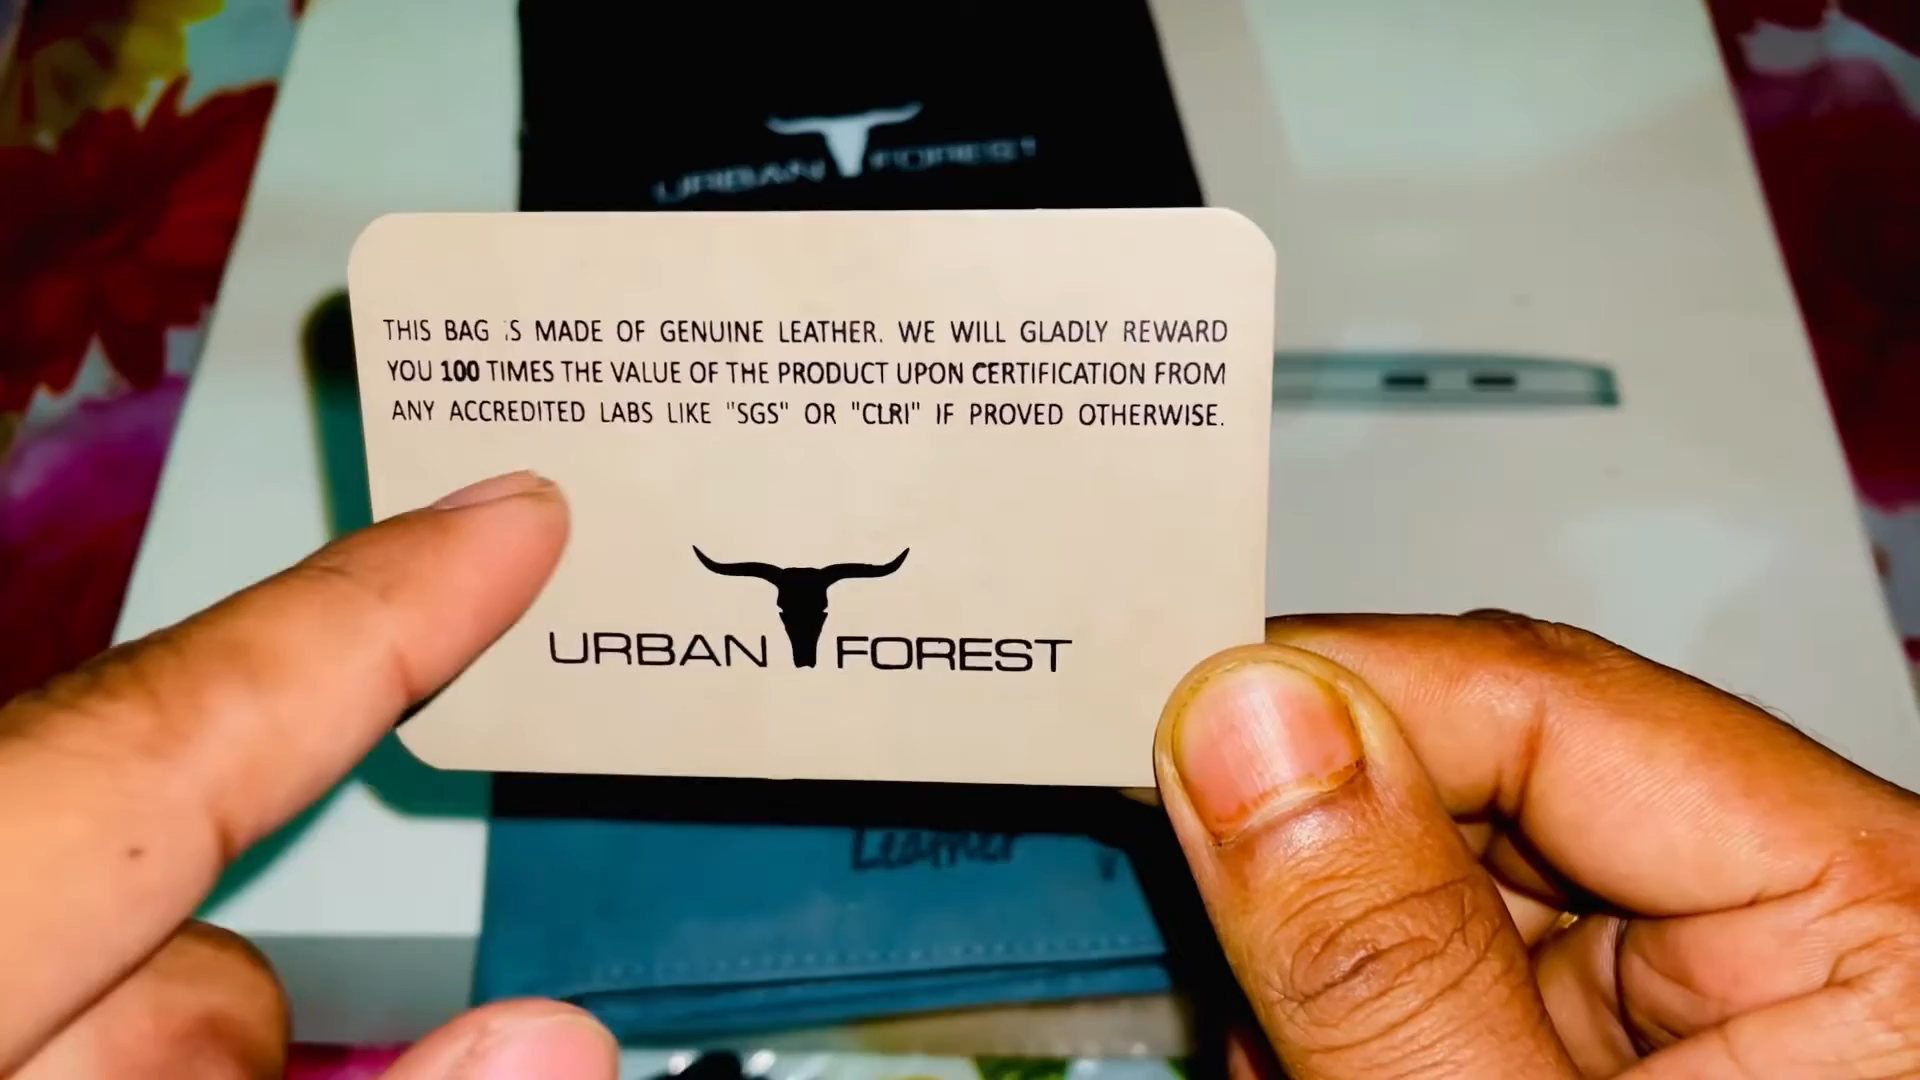 URBAN FOREST
THIS BAG IS MADE OF GENUINE LEATHER. WE WILL GLADLY REWARD
YOU 100 TIMES THE VALUE OF THE PRODUCT UPON CERTIFICATION FROM
ANY ACCREDITED LABS LIKE "SGS" OR "CLRI" IF PROVED OTHERWISE.
URBAN FOREST
Leather